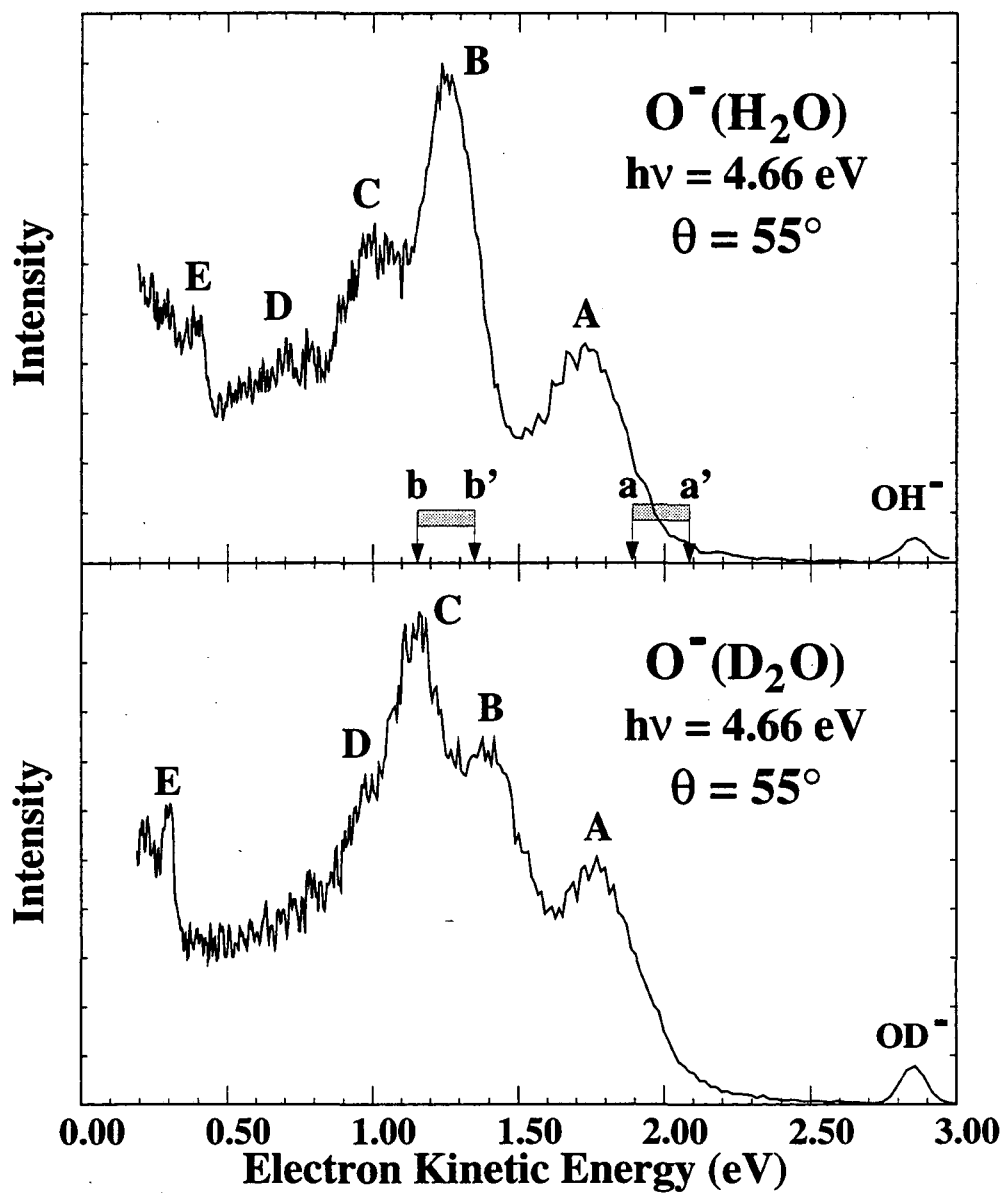 B
O⁻(H₂O)
hν = 4.66 eV
θ = 55°
C
E
D
A
b b' a a'
OH⁻
Intensity
C
O⁻(D₂O)
hν = 4.66 eV
θ = 55°
B
D
E
A
OD⁻
Intensity
0.00 0.50 1.00 1.50 2.00 2.50 3.00
Electron Kinetic Energy (eV)